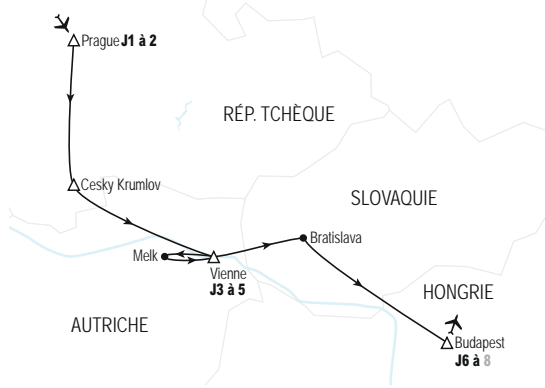 Prague J1 à 2
RÉP. TCHÈQUE
Cesky Krumlov
SLOVAQUIE
Bratislava
Melk
Vienne
J3 à 5
HONGRIE
AUTRICHE
Budapest
J6 à 8